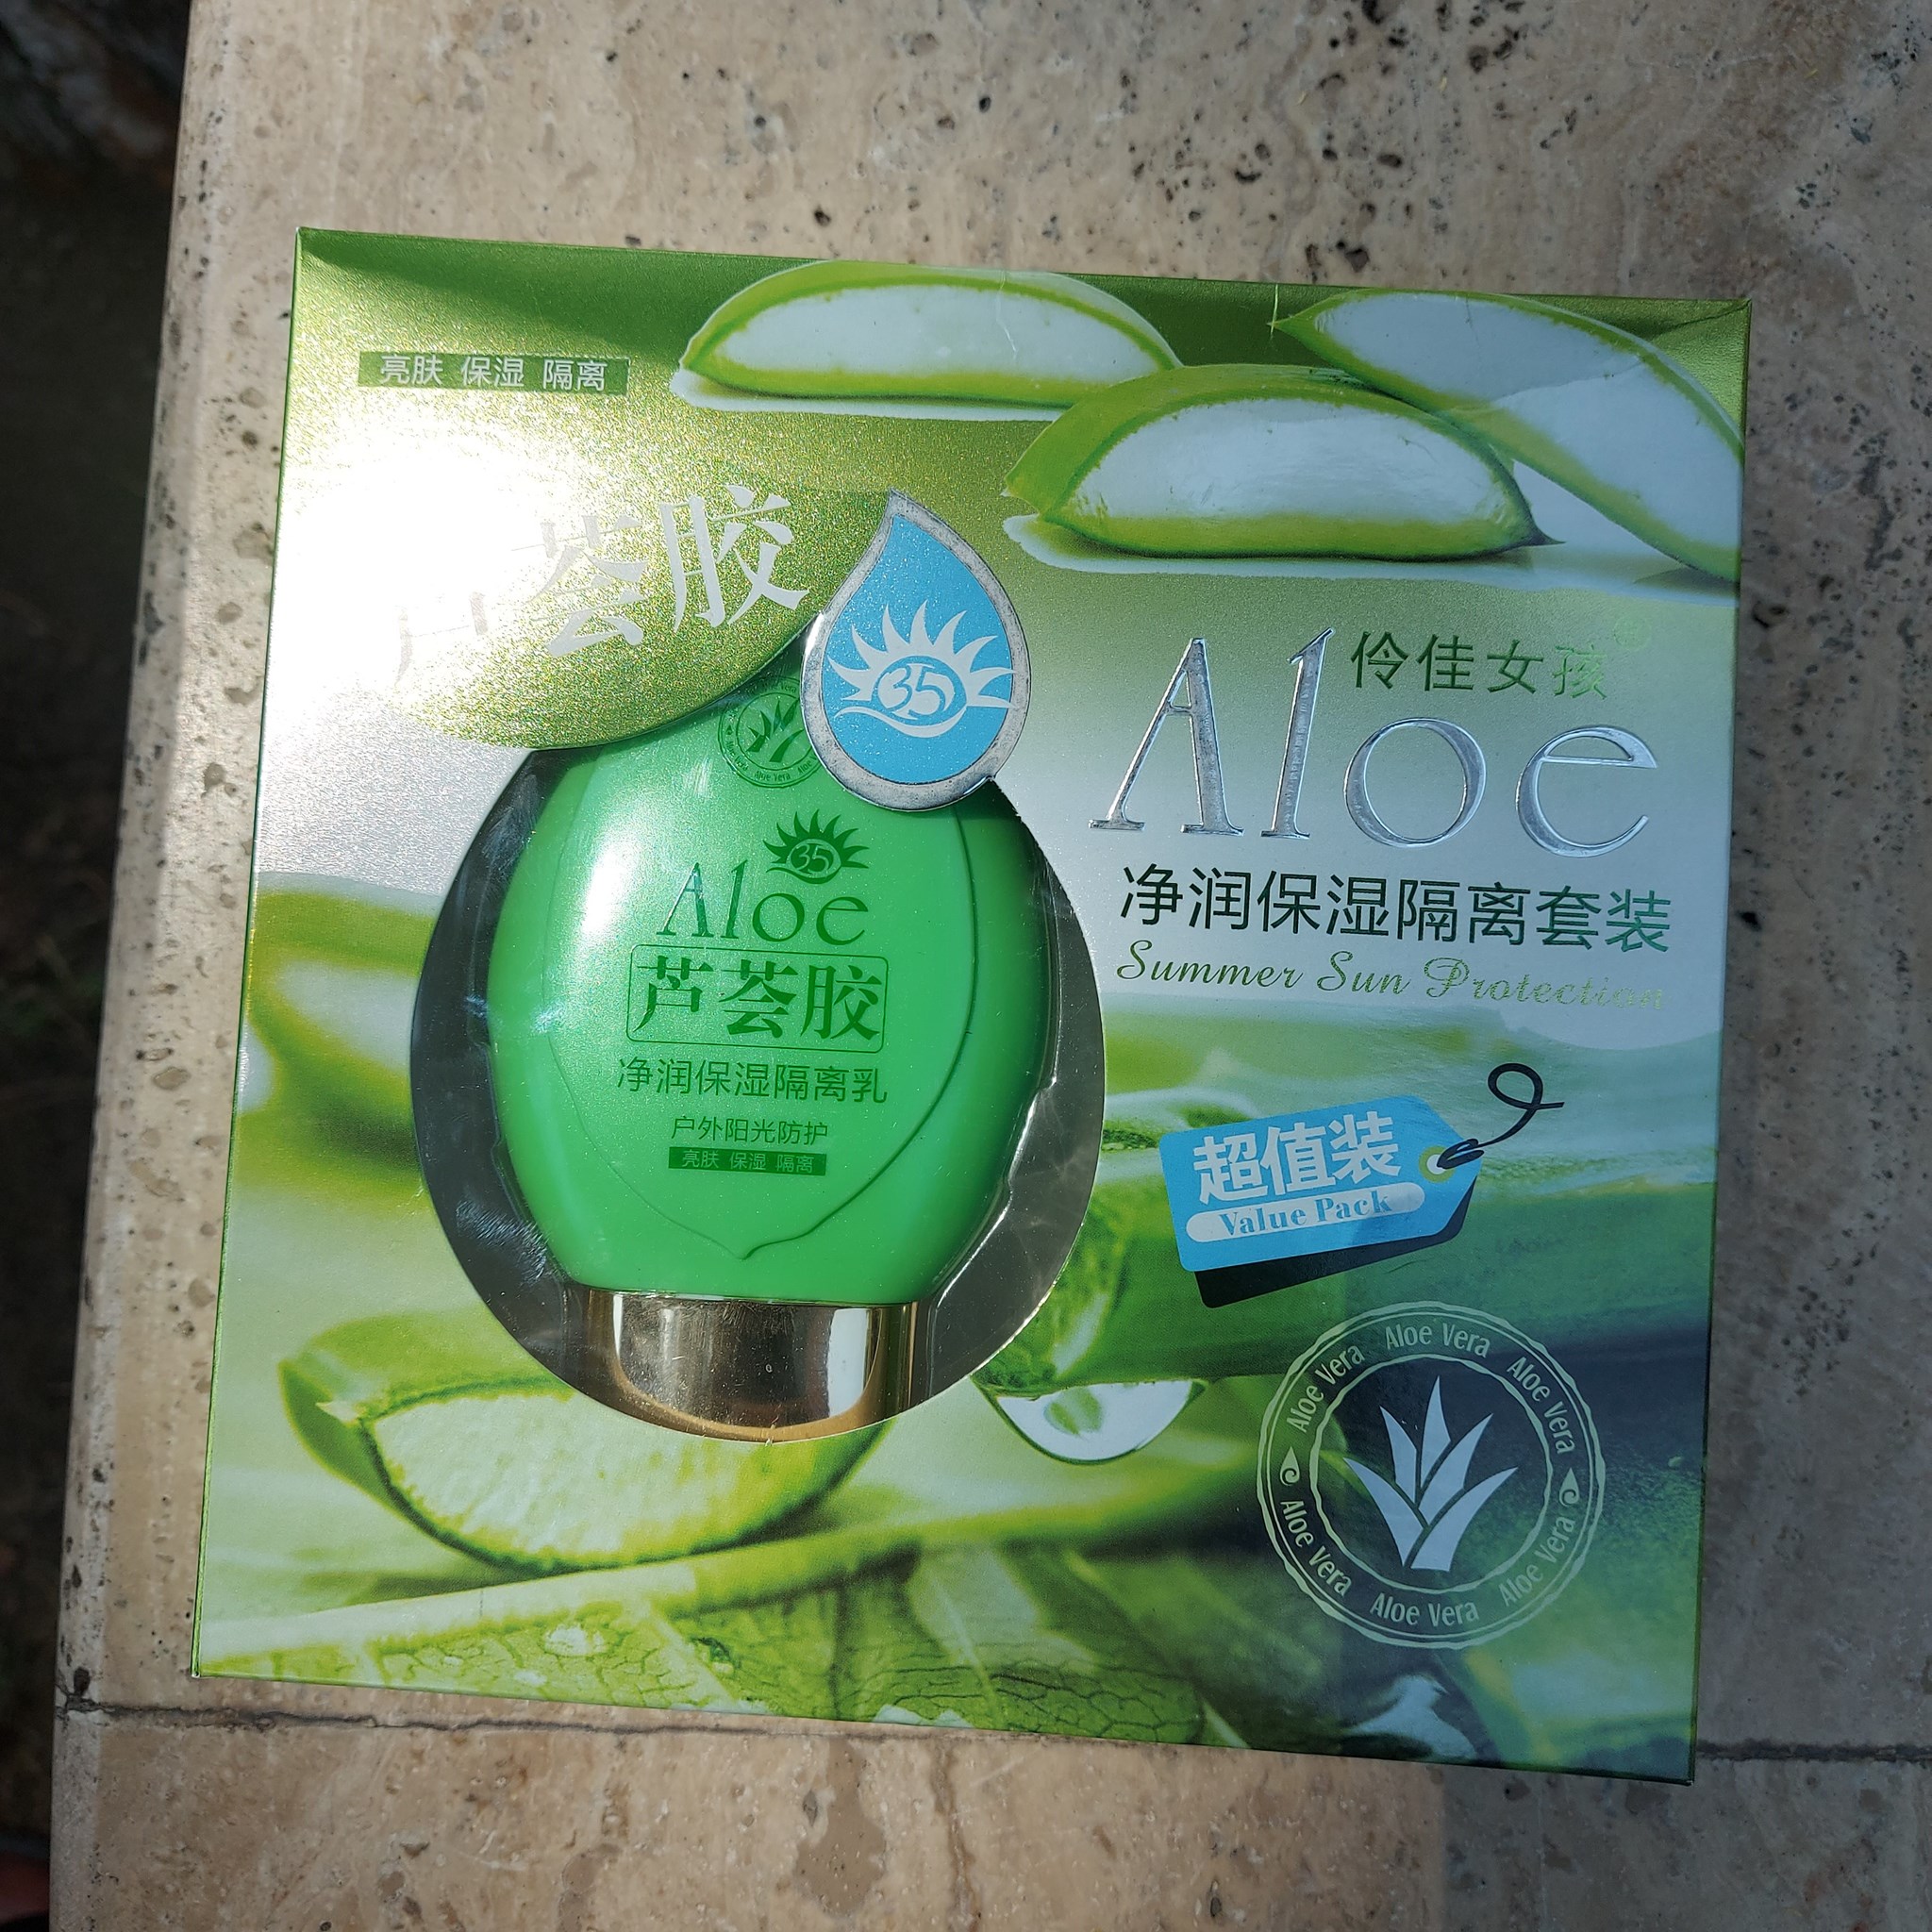 亮肤 保湿 隔离
芦荟胶
35
伶佳女孩
Aloe
净润保湿隔离套装
Summer Sun Protection
超值装
Value Pack
Aloe Vera Aloe Vera Aloe Vera
Aloe Vera Aloe Vera Aloe Vera
Aloe Vera
35
Aloe
芦荟胶
净润保湿隔离乳
户外阳光防护
亮肤 保湿 隔离